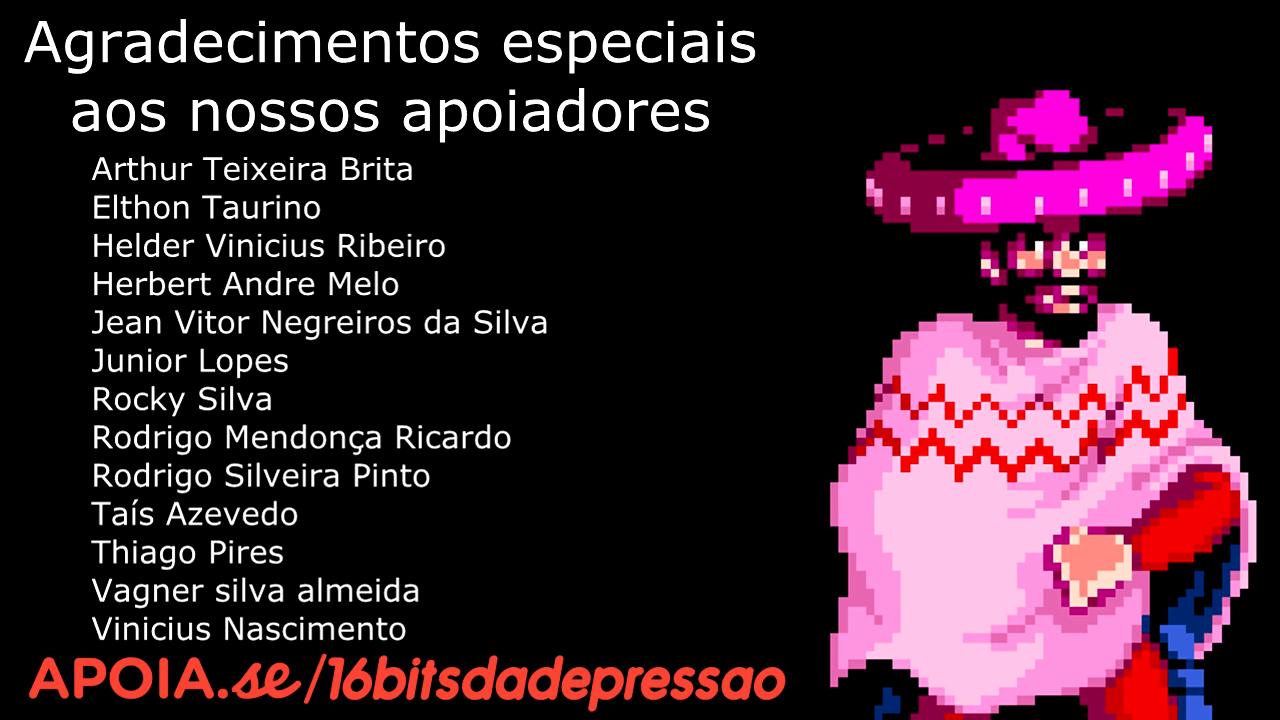 Agradecimentos especiais
aos nossos apoiadores
Arthur Teixeira Brita
Elthon Taurino
Helder Vinicius Ribeiro
Herbert Andre Melo
Jean Vitor Negreiros da Silva
Junior Lopes
Rocky Silva
Rodrigo Mendonça Ricardo
Rodrigo Silveira Pinto
Taís Azevedo
Thiago Pires
Vagner silva almeida
Vinicius Nascimento
APOIA.se/16bitsdadepressao